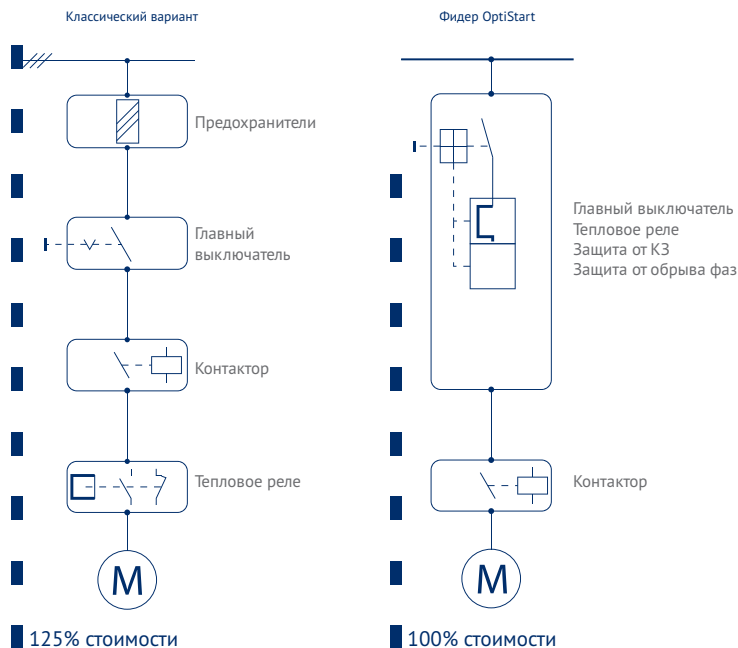 Классический вариант
Предохранители
Главный
выключатель
Контактор
Тепловое реле
M
125% стоимости
Фидер OptiStart
Главный выключатель
Тепловое реле
Защита от КЗ
Защита от обрыва фаз
Контактор
M
100% стоимости